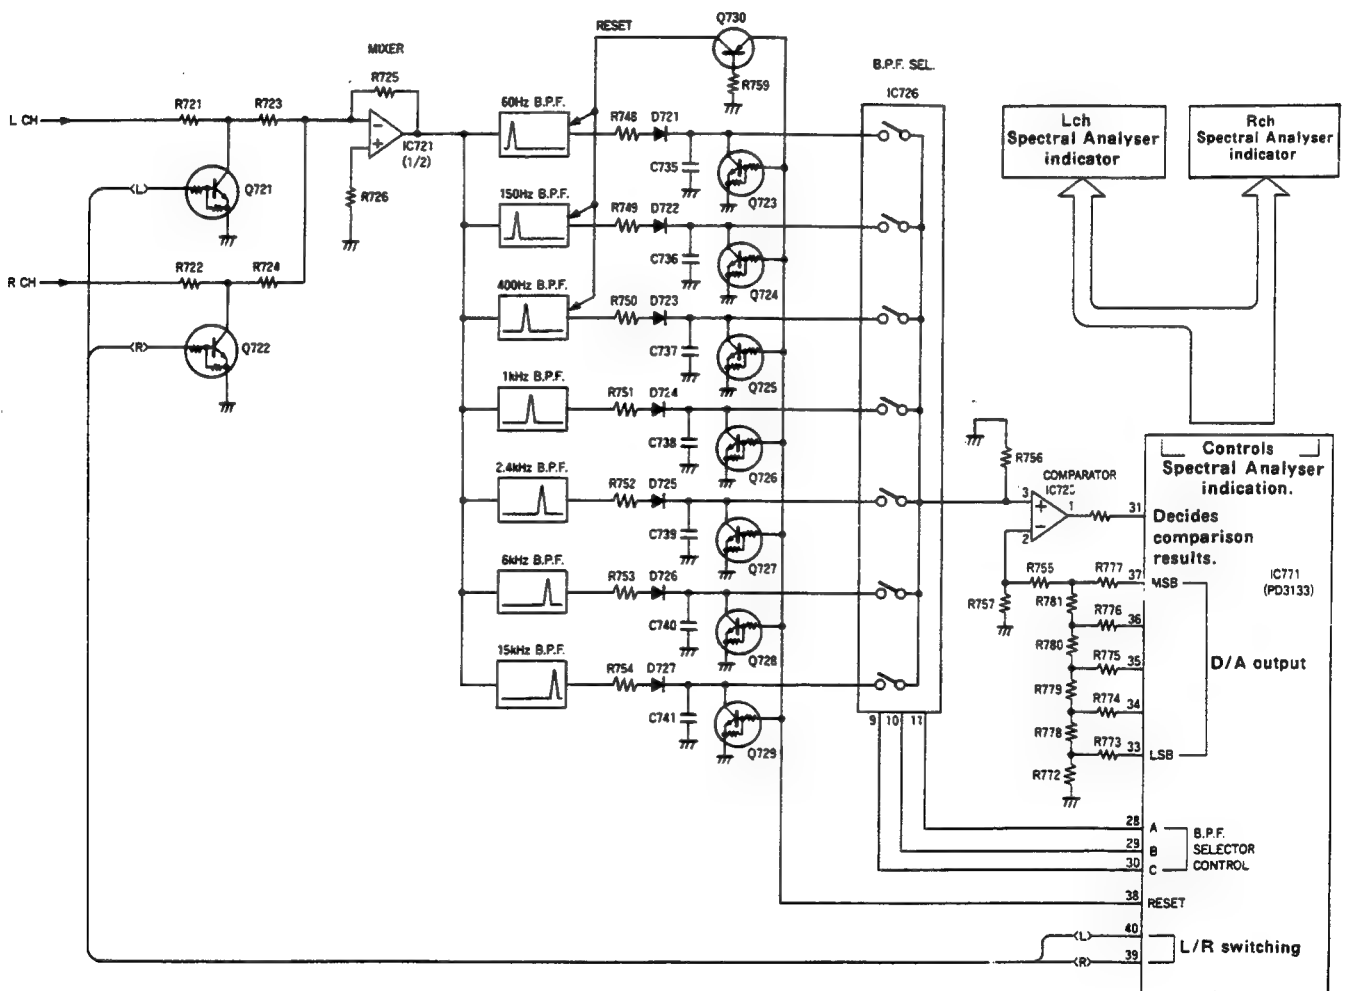 Q730
RESET
MIXER
R725
R759
B.P.F. SEL.
IC726
R721
R723
60Hz B.P.F.
R748
D721
L CH
IC721
(1/2)
C735
Lch
Spectral Analyser
indicator
Rch
Spectral Analyser
indicator
(L)
Q721
R726
Q723
150Hz B.P.F.
R749
D722
C736
R722
R724
R CH
Q724
400Hz B.P.F.
R750
D723
C737
(R)
Q722
Q725
1kHz B.P.F.
R751
D724
C738
Q726
R756
Controls
Spectral Analyser
indication.
2.4kHz B.P.F.
R752
D725
COMPARATOR
3
1
31
2
Decides
comparison
results.
C739
Q727
6kHz B.P.F.
R753
D726
R755
R777
37
MSB
IC771
(PD3133)
R757
R781
R776
36
C740
Q728
R780
15kHz B.P.F.
R754
D727
R775
35
D/A output
R779
R774
34
C741
9
10
11
R778
Q729
R773
33
LSB
R772
28
A
B.P.F.
29
B
SELECTOR
30
C
CONTROL
38
RESET
40
(L)
L/R switching
(R)
39